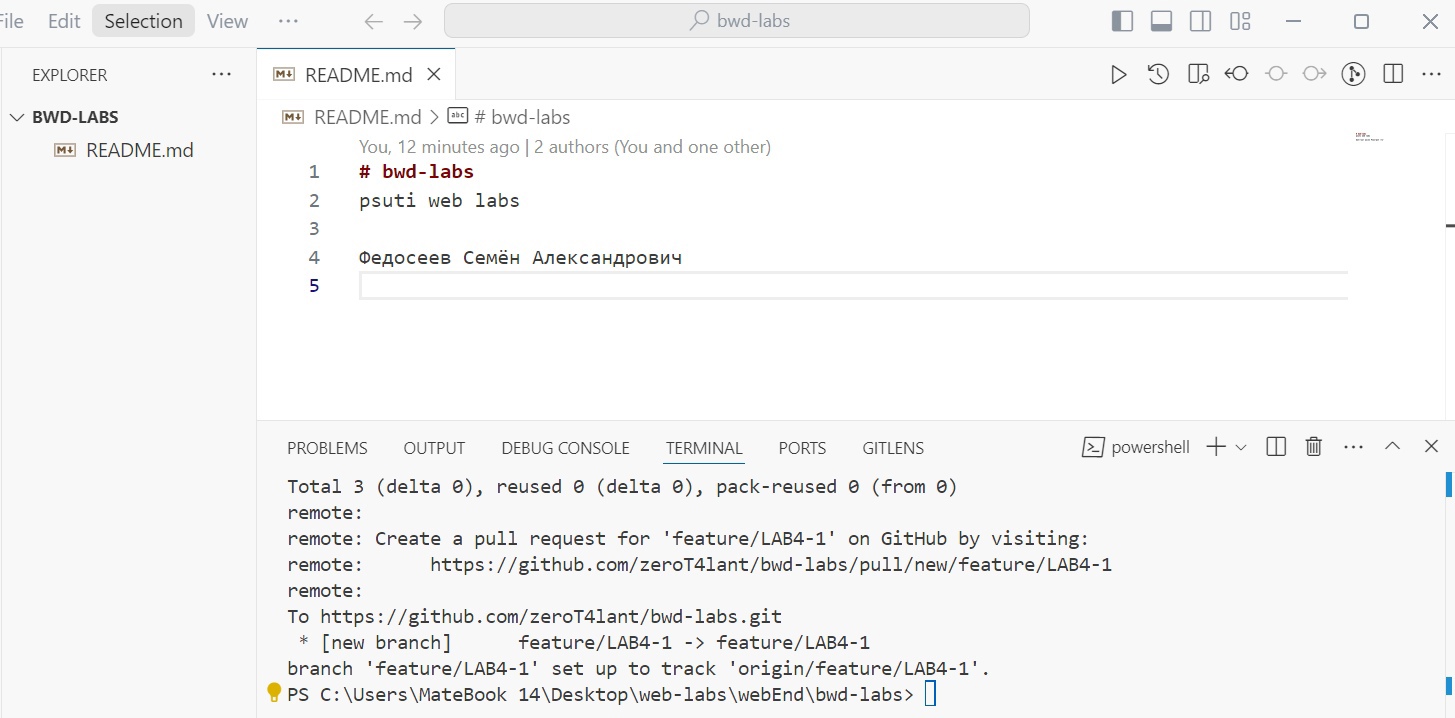 File Edit Selection View ···
bwd-labs
EXPLORER ···
BWD-LABS
README.md
README.md
README.md > # bwd-labs
You, 12 minutes ago | 2 authors (You and one other)
1 # bwd-labs
2 psuti web labs
3
4 Федосеев Семён Александрович
5
PROBLEMS OUTPUT DEBUG CONSOLE TERMINAL PORTS GITLENS
powershell
Total 3 (delta 0), reused 0 (delta 0), pack-reused 0 (from 0)
remote:
remote: Create a pull request for 'feature/LAB4-1' on GitHub by visiting:
remote:      https://github.com/zeroT4lant/bwd-labs/pull/new/feature/LAB4-1
remote:
To https://github.com/zeroT4lant/bwd-labs.git
 * [new branch]      feature/LAB4-1 -> feature/LAB4-1
branch 'feature/LAB4-1' set up to track 'origin/feature/LAB4-1'.
PS C:\Users\MateBook 14\Desktop\web-labs\webEnd\bwd-labs>